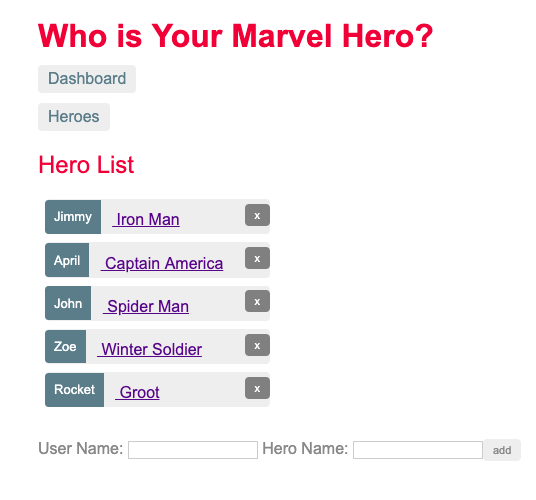 Who is Your Marvel Hero?
Dashboard
Heroes
Hero List
Jimmy Iron Man x
April Captain America x
John Spider Man x
Zoe Winter Soldier x
Rocket Groot x
User Name: Hero Name: add